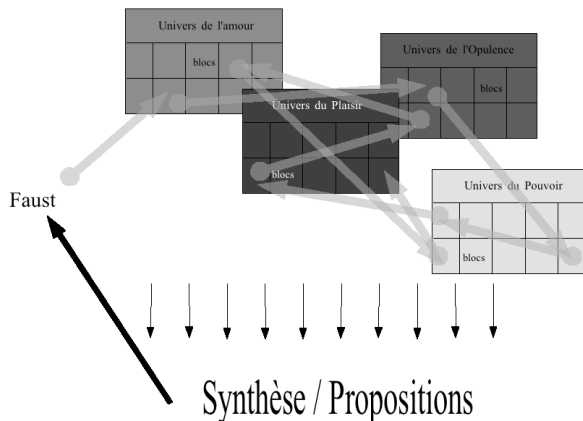 Univers de l'amour
blocs
Univers de l'Opulence
blocs
Univers du Plaisir
blocs
Univers du Pouvoir
blocs
Faust
Synthèse / Propositions